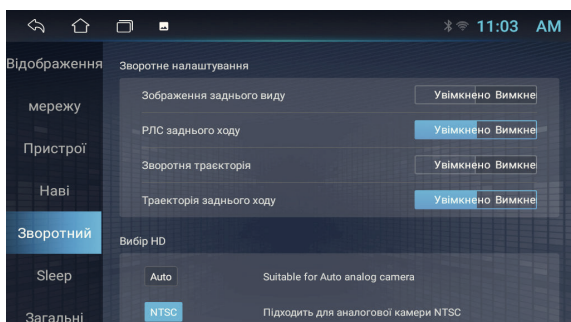 11:03 AM
Відображення
мережу
Пристрої
Наві
Зворотний
Sleep
Загальні
Зворотне налаштування
Зображення заднього виду Увімкнено Вимкне
РЛС заднього ходу Увімкнено Вимкне
Зворотня траєкторія Увімкнено Вимкне
Траекторія заднього ходу Увімкнено Вимкне
Вибір HD
Auto Suitable for Auto analog camera
NTSC Підходить для аналогової камери NTSC